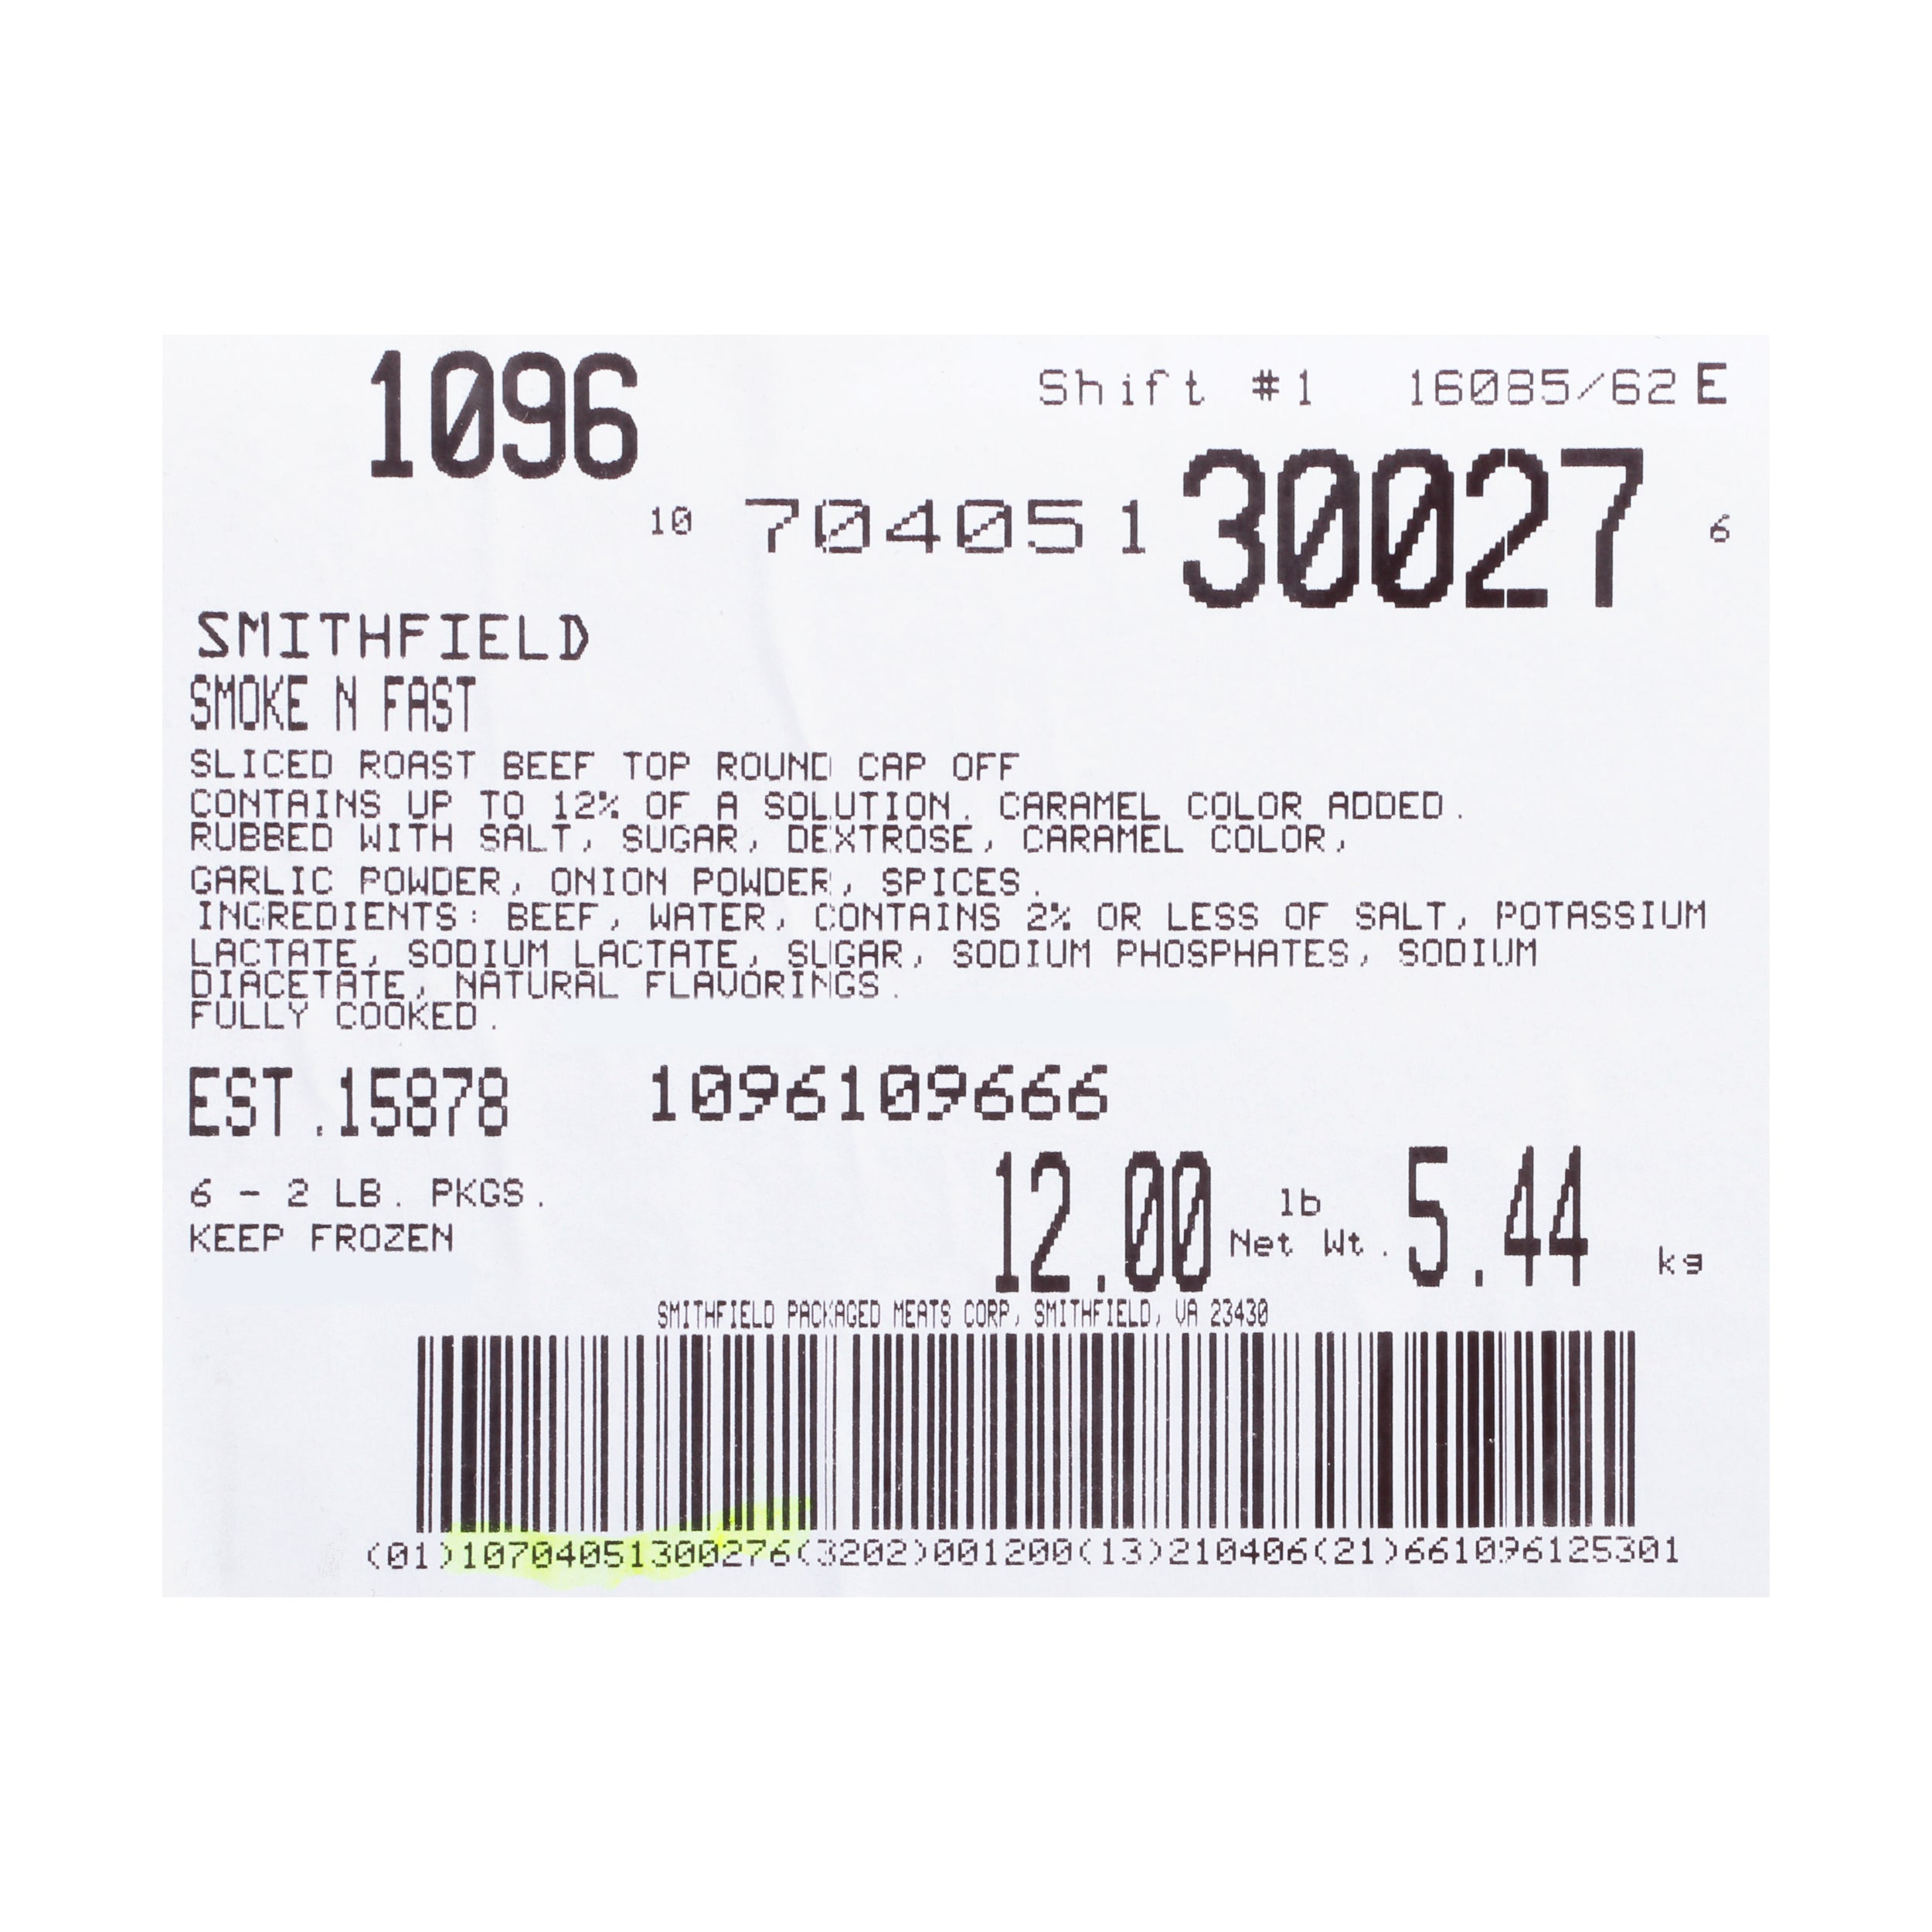 1096
Shift #1 16085/62 E
10 704051 30027 6
SMITHFIELD
SMOKE N FAST
SLICED ROAST BEEF TOP ROUND CAP OFF
CONTAINS UP TO 12% OF A SOLUTION. CARAMEL COLOR ADDED.
RUBBED WITH SALT, SUGAR, DEXTROSE, CARAMEL COLOR,
GARLIC POWDER, ONION POWDER, SPICES.
INGREDIENTS: BEEF, WATER, CONTAINS 2% OR LESS OF SALT, POTASSIUM
LACTATE, SODIUM LACTATE, SUGAR, SODIUM PHOSPHATES, SODIUM
DIACETATE, NATURAL FLAVORINGS.
FULLY COOKED.
EST.15878 1096109666
6 - 2 LB. PKGS.
KEEP FROZEN
12.00 lb Net Wt. 5.44 kg
SMITHFIELD PACKAGED MEATS CORP, SMITHFIELD, VA 23430
(01)10704051300276(3202)001200(13)210406(21)661096125301